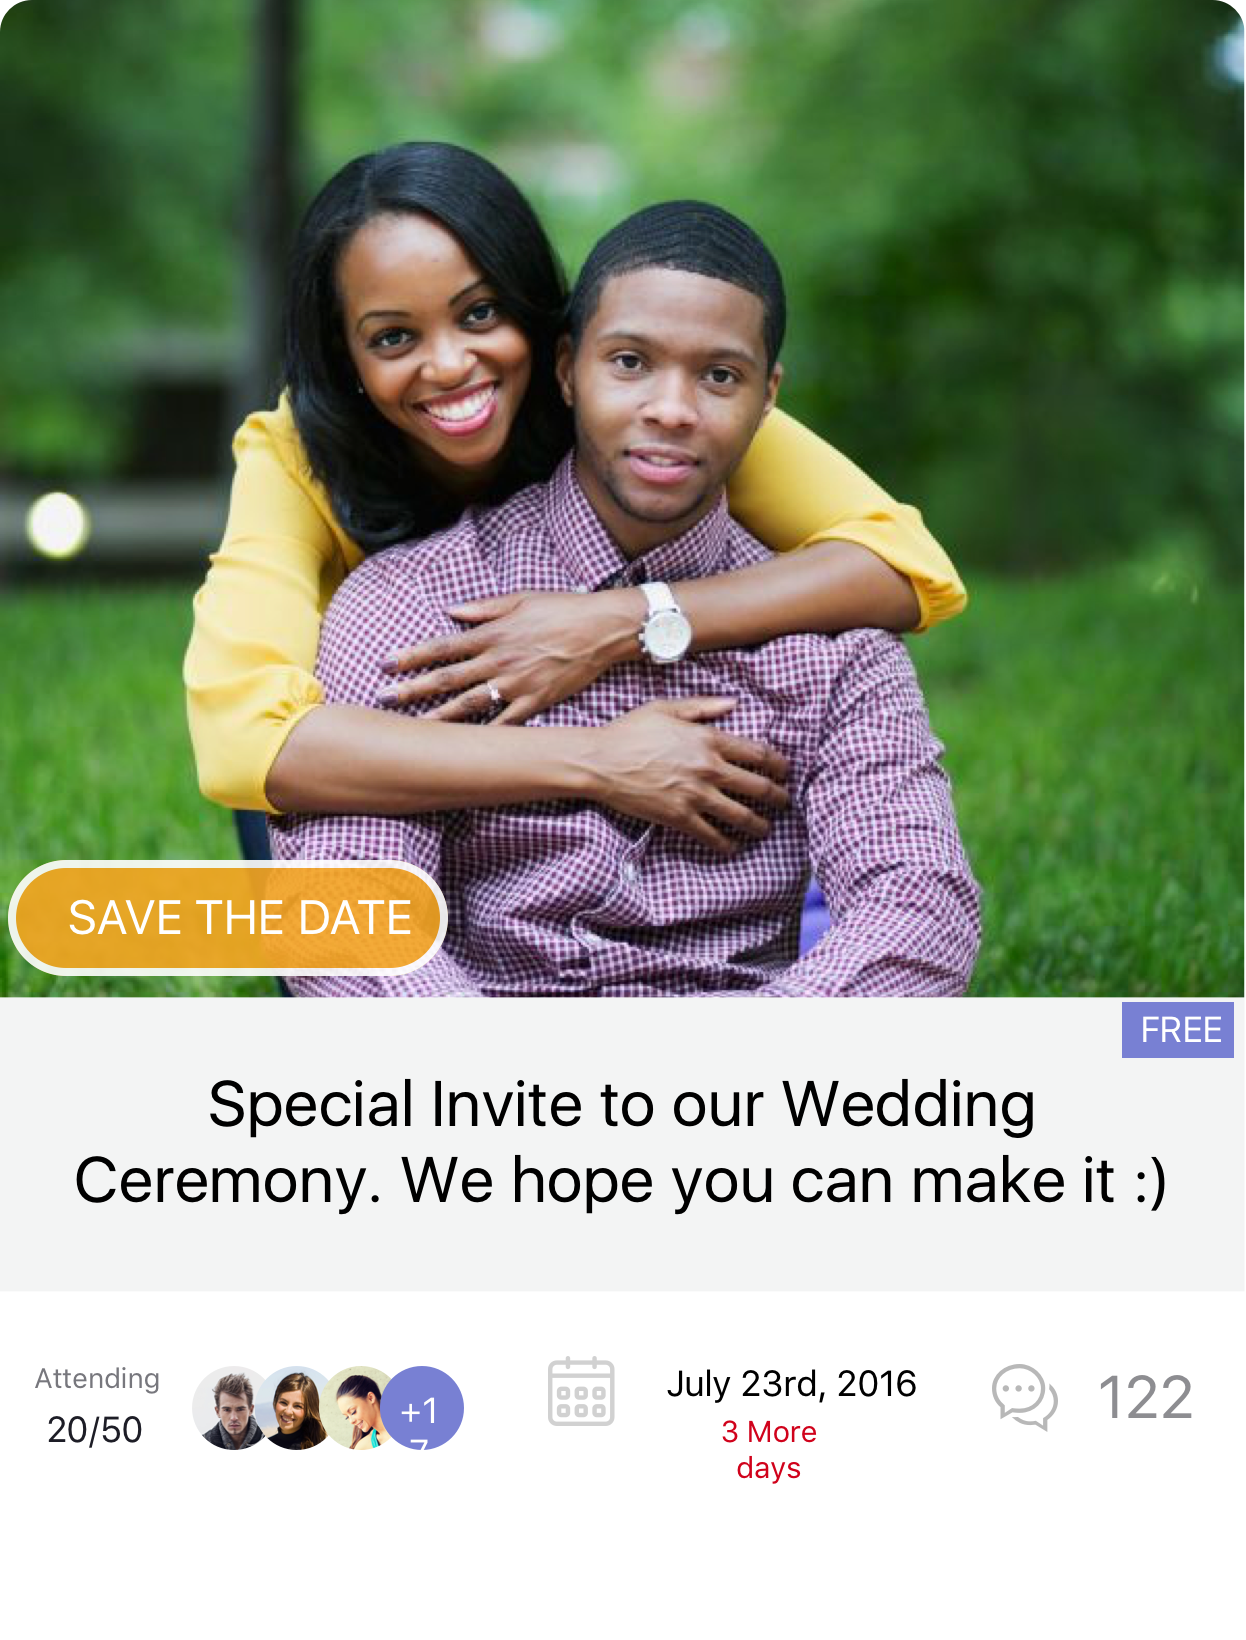 SAVE THE DATE
FREE
Special Invite to our Wedding
Ceremony. We hope you can make it :)
Attending
20/50
+1
7
July 23rd, 2016
3 More
days
122